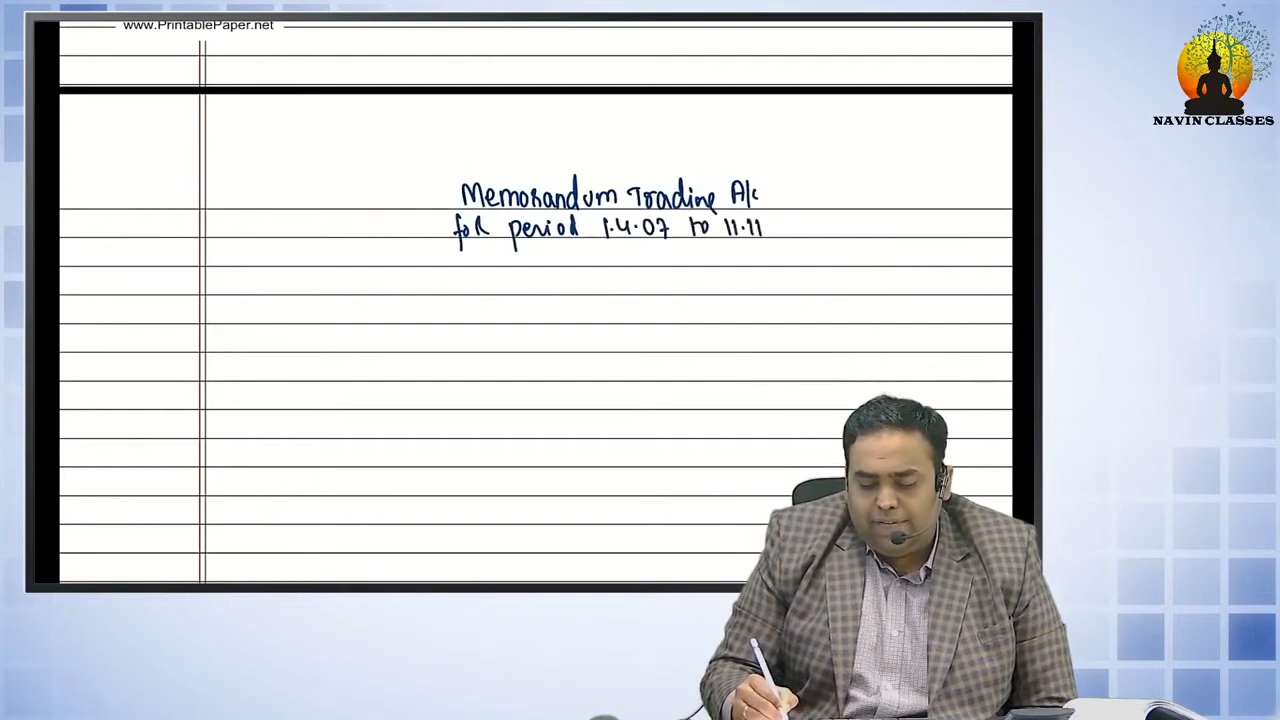 www.PrintablePaper.net
NAVIN CLASSES
Memorandum Trading A/c
for period 1.4.07 to 11.11